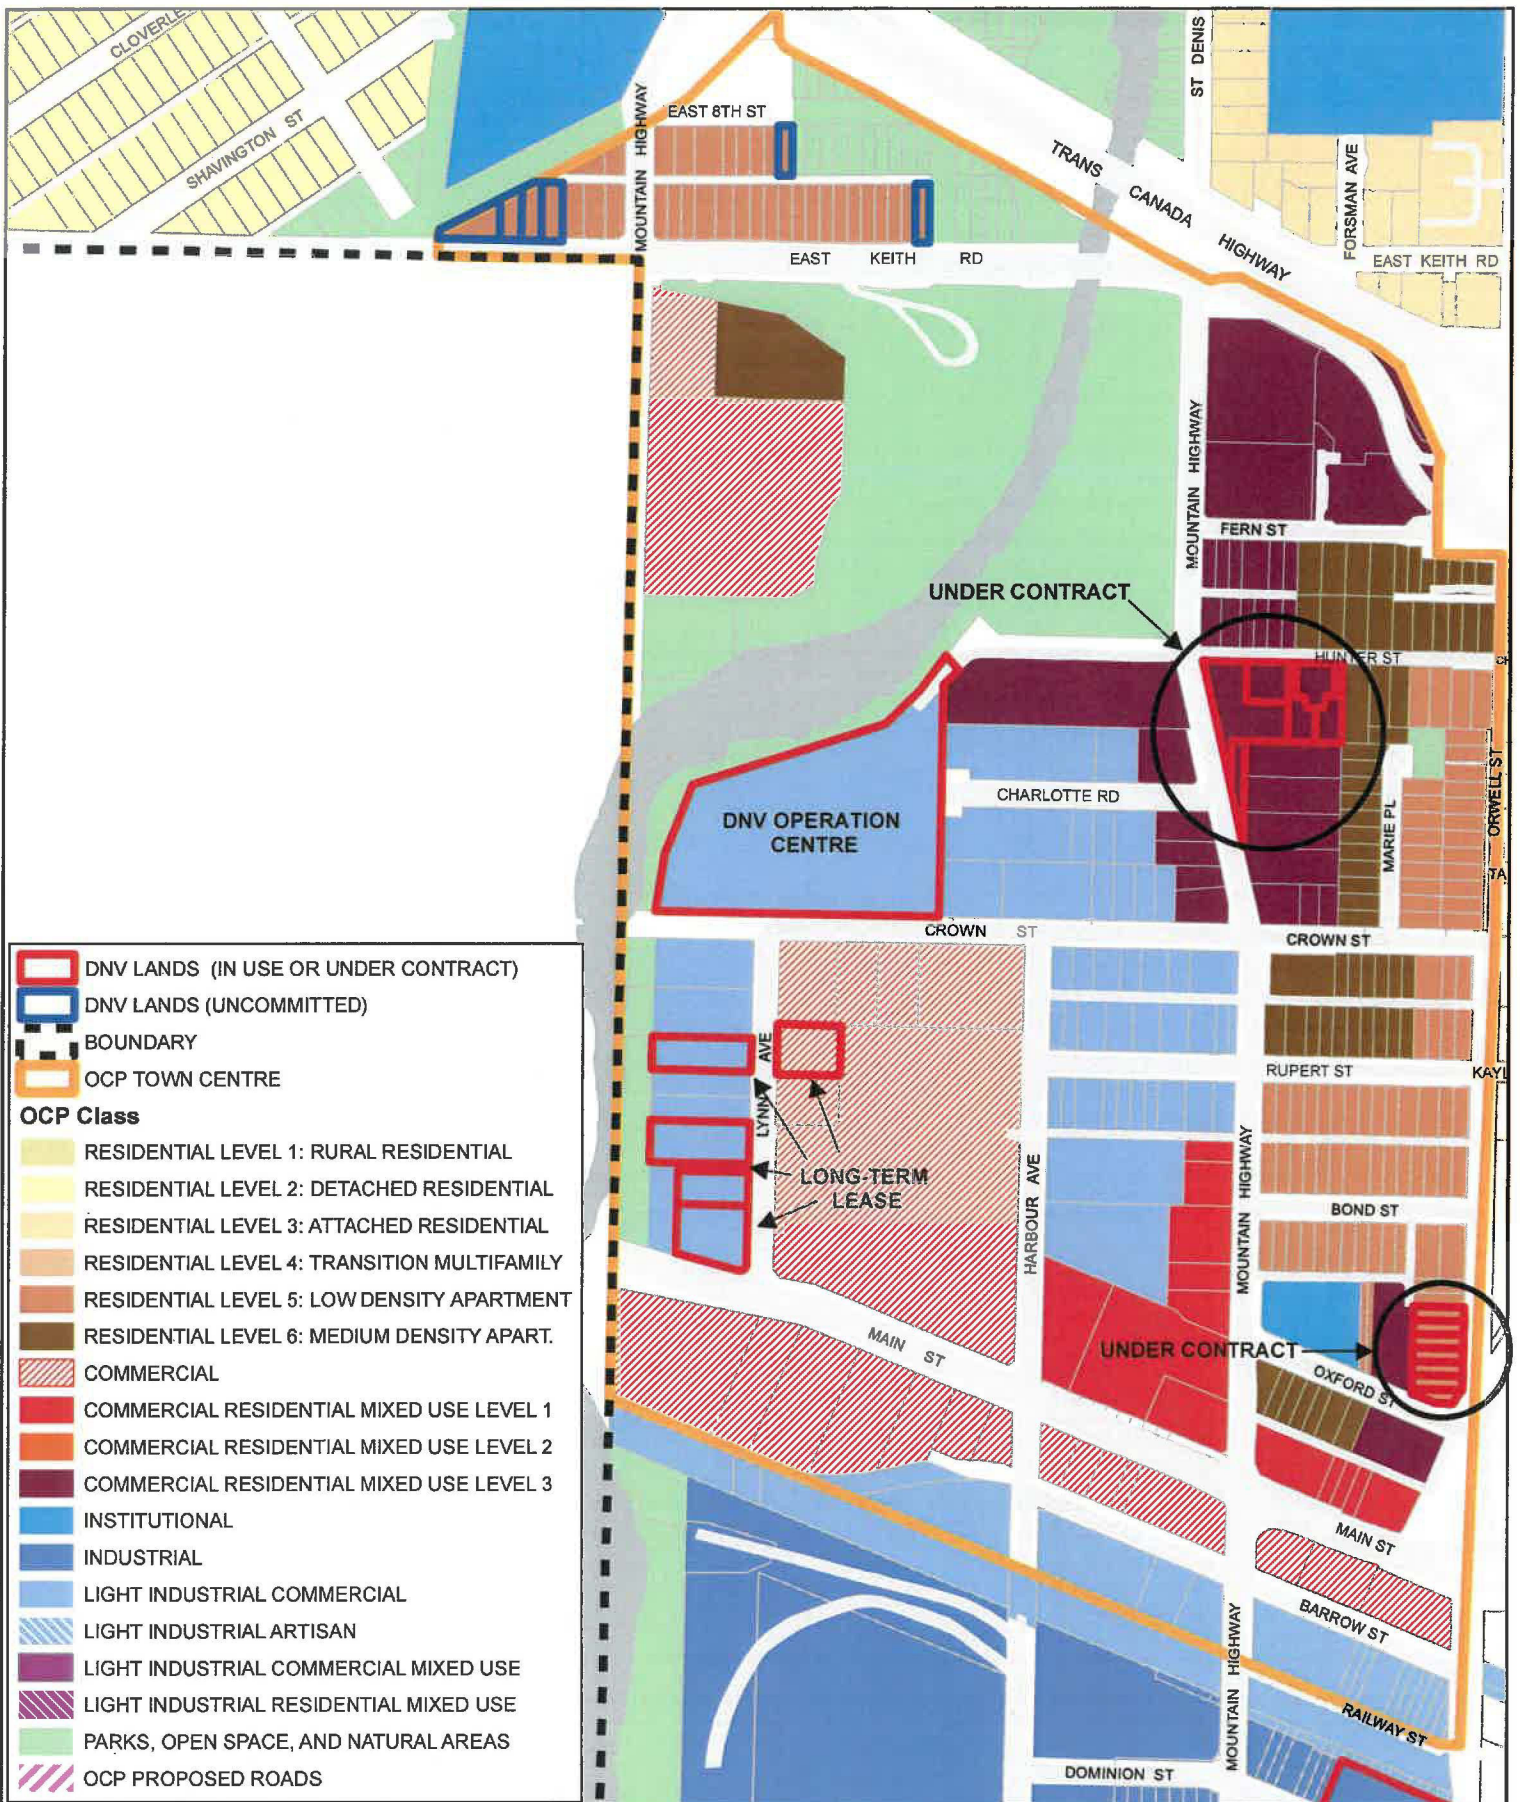 CLOVERLE
SHAVINGTON ST
MOUNTAIN HIGHWAY
EAST 8TH ST
ST DENIS
TRANS CANADA HIGHWAY
FORSMAN AVE
EAST KEITH RD
EAST KEITH RD
MOUNTAIN HIGHWAY
FERN ST
UNDER CONTRACT
HUNTER ST
CH
CHARLOTTE RD
DNV OPERATION
CENTRE
MARIE PL
ORWELL ST
TA
CROWN ST
CROWN ST
LYNN AVE
RUPERT ST
KAYL
LONG-TERM
LEASE
HARBOUR AVE
MOUNTAIN HIGHWAY
BOND ST
MAIN ST
UNDER CONTRACT
OXFORD ST
MAIN ST
BARROW ST
MOUNTAIN HIGHWAY
RAILWAY ST
DOMINION ST
DNV LANDS (IN USE OR UNDER CONTRACT)
DNV LANDS (UNCOMMITTED)
BOUNDARY
OCP TOWN CENTRE
OCP Class
RESIDENTIAL LEVEL 1: RURAL RESIDENTIAL
RESIDENTIAL LEVEL 2: DETACHED RESIDENTIAL
RESIDENTIAL LEVEL 3: ATTACHED RESIDENTIAL
RESIDENTIAL LEVEL 4: TRANSITION MULTIFAMILY
RESIDENTIAL LEVEL 5: LOW DENSITY APARTMENT
RESIDENTIAL LEVEL 6: MEDIUM DENSITY APART.
COMMERCIAL
COMMERCIAL RESIDENTIAL MIXED USE LEVEL 1
COMMERCIAL RESIDENTIAL MIXED USE LEVEL 2
COMMERCIAL RESIDENTIAL MIXED USE LEVEL 3
INSTITUTIONAL
INDUSTRIAL
LIGHT INDUSTRIAL COMMERCIAL
LIGHT INDUSTRIAL ARTISAN
LIGHT INDUSTRIAL COMMERCIAL MIXED USE
LIGHT INDUSTRIAL RESIDENTIAL MIXED USE
PARKS, OPEN SPACE, AND NATURAL AREAS
OCP PROPOSED ROADS